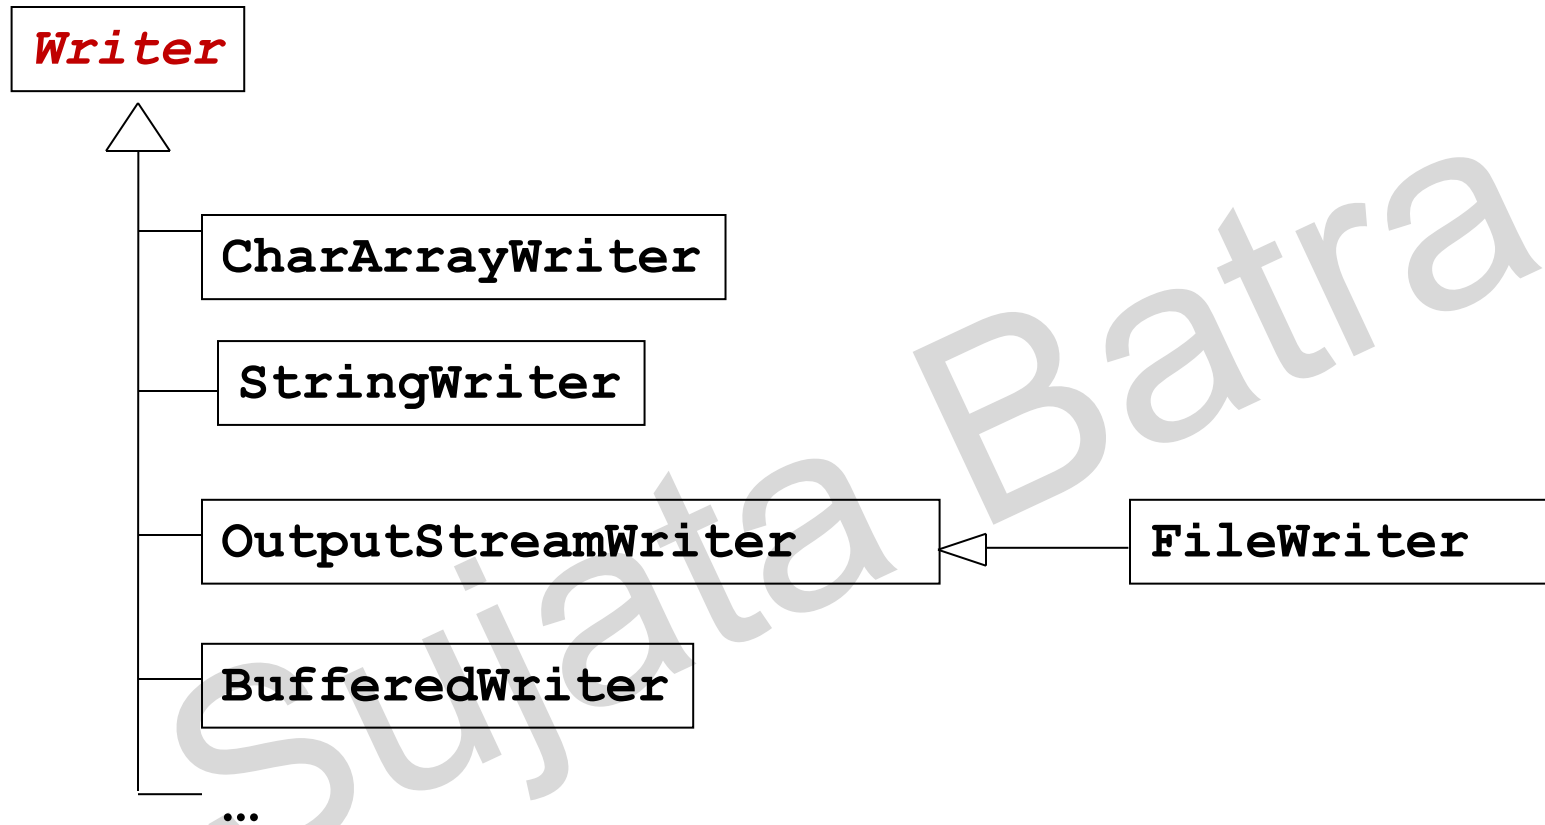 Writer
CharArrayWriter
StringWriter
OutputStreamWriter
FileWriter
BufferedWriter
...
Sujata Batra